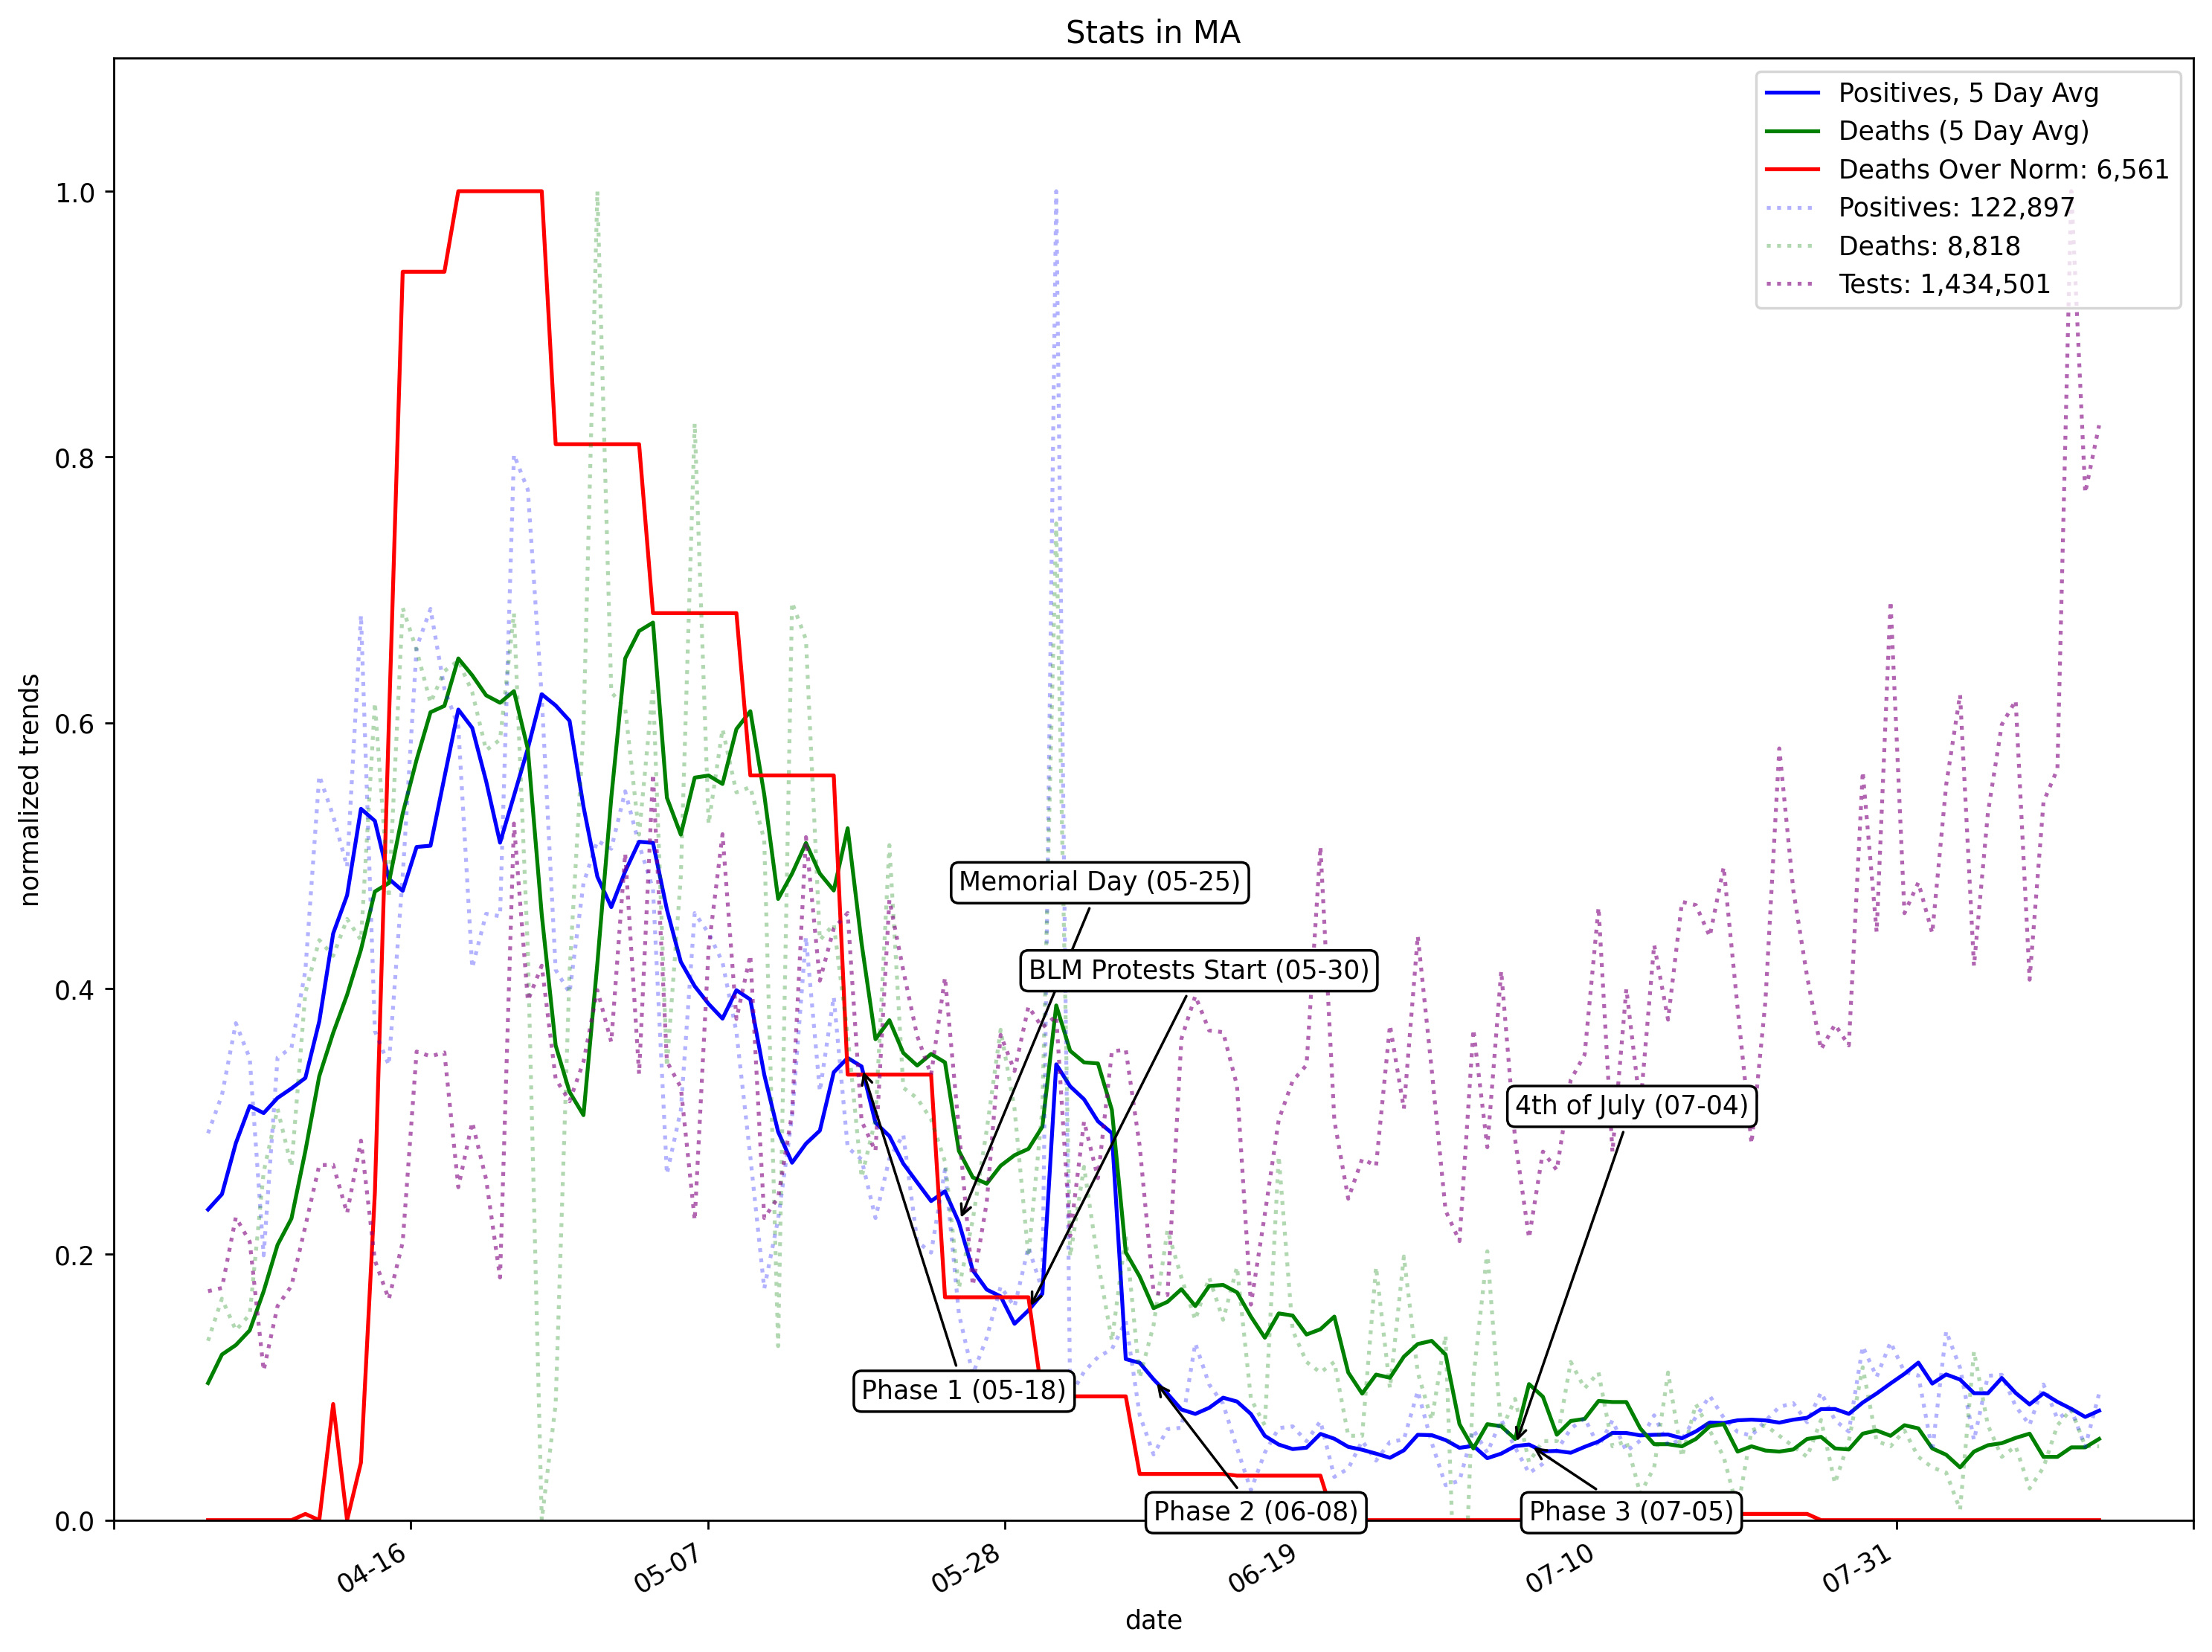 Stats in MA
Positives, 5 Day Avg
Deaths (5 Day Avg)
Deaths Over Norm: 6,561
Positives: 122,897
Deaths: 8,818
Tests: 1,434,501
1.0
0.8
0.6
0.4
0.2
0.0
normalized trends
Memorial Day (05-25)
BLM Protests Start (05-30)
4th of July (07-04)
Phase 1 (05-18)
Phase 2 (06-08)
Phase 3 (07-05)
04-16
05-07
05-28
06-19
07-10
07-31
date